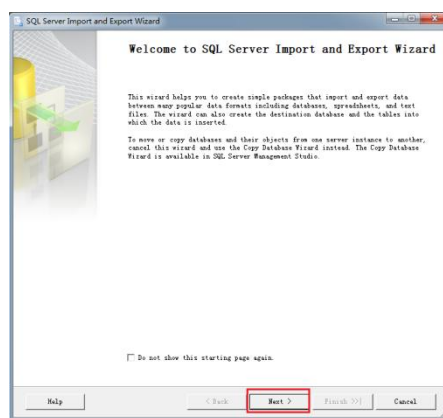 SQL Server Import and Export Wizard
Welcome to SQL Server Import and Export Wizard
This wizard helps you to create simple packages that import and export data
between many popular data formats including databases, spreadsheets, and text
files. The wizard can also create the destination database and the tables into
which the data is inserted.
To move or copy databases and their objects from one server instance to another,
cancel this wizard and use the Copy Database Wizard instead. The Copy Database
Wizard is available in SQL Server Management Studio.
Do not show this starting page again.
Help
< Back
Next >
Finish >>|
Cancel